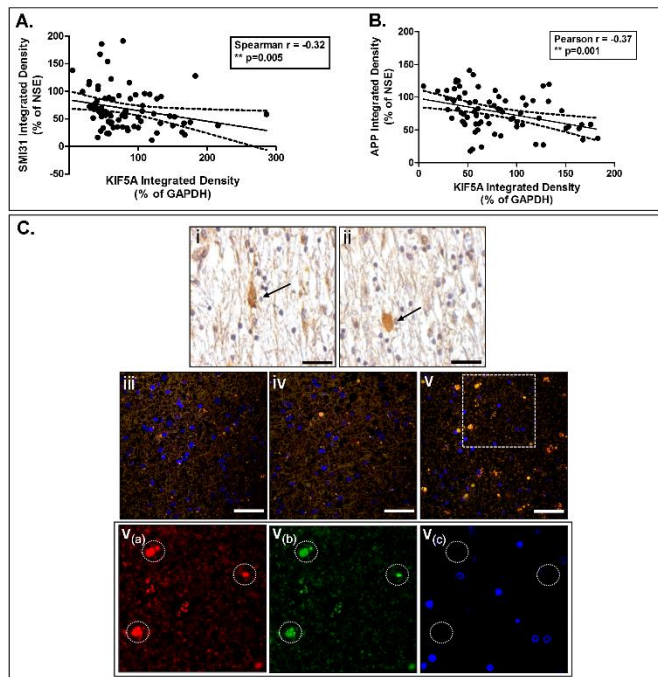 A.
Spearman r = -0.32
** p=0.005
SMI31 Integrated Density
(% of NSE)
200
150
100
50
0
-50
100
200
300
KIF5A Integrated Density
(% of GAPDH)
B.
Pearson r = -0.37
** p=0.001
APP Integrated Density
(% of NSE)
200
150
100
50
0
0
50
100
150
200
KIF5A Integrated Density
(% of GAPDH)
C.
i
ii
iii
iv
v
V(a)
V(b)
V(c)